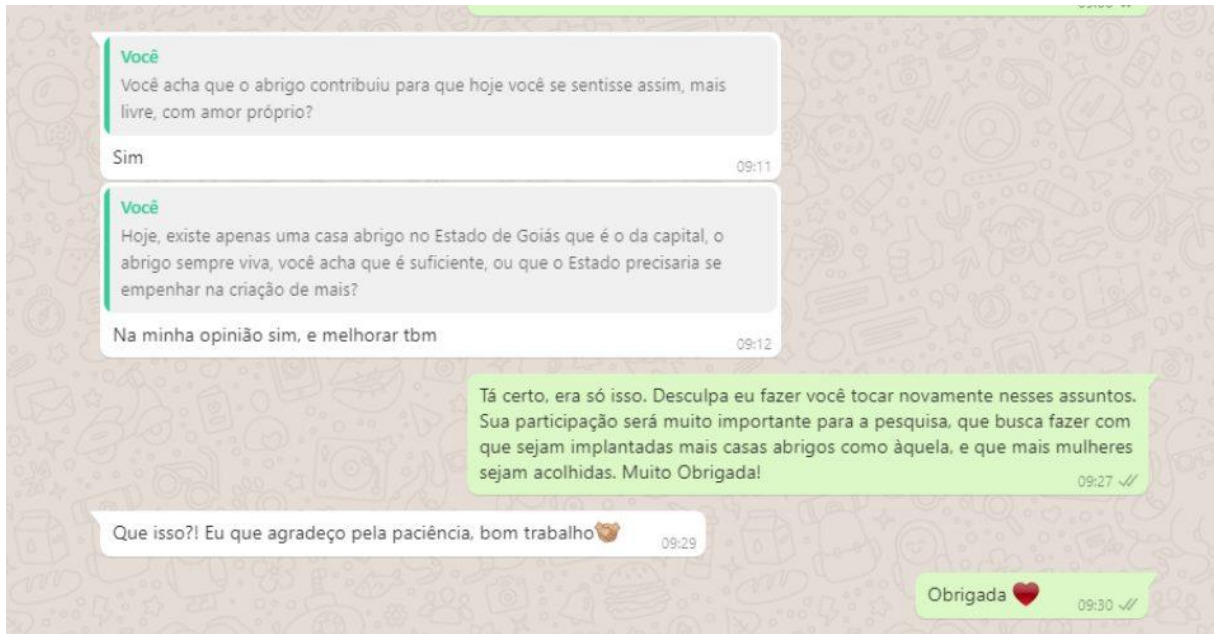 Você
Você acha que o abrigo contribuiu para que hoje você se sentisse assim, mais
livre, com amor próprio?
Sim
09:11
Você
Hoje, existe apenas uma casa abrigo no Estado de Goiás que é o da capital, o
abrigo sempre viva, você acha que é suficiente, ou que o Estado precisaria se
empenhar na criação de mais?
Na minha opinião sim, e melhorar tbm
09:12
Tá certo, era só isso. Desculpa eu fazer você tocar novamente nesses assuntos.
Sua participação será muito importante para a pesquisa, que busca fazer com
que sejam implantadas mais casas abrigos como àquela, e que mais mulheres
sejam acolhidas. Muito Obrigada!
09:27
Que isso?! Eu que agradeço pela paciência, bom trabalho
09:29
Obrigada
09:30